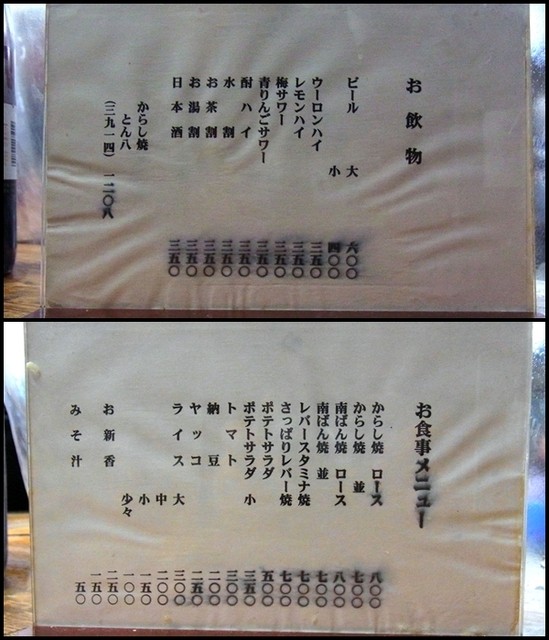 お飲物
ビール 大 六〇〇
小 四〇〇
ウーロンハイ 三五〇
レモンハイ 三五〇
梅サワー 三五〇
青りんごサワー 三五〇
酎ハイ 三五〇
水割 三五〇
お茶割 三五〇
お湯割 三五〇
日本酒 三五〇
からし焼
とん八
(三九一四) 一二〇八
お食事メニュー
からし焼 ロース 八〇〇
からし焼 並 七〇〇
南ばん焼 ロース 八〇〇
南ばん焼 並 七〇〇
レバースタミナ焼 七〇〇
さっぱりレバー焼 七〇〇
ポテトサラダ 五〇〇
ポテトサラダ 小 三五〇
トマト 三〇〇
納豆 二〇〇
ヤッコ 二五〇
ライス 大 三〇〇
中 二〇〇
小 一五〇
少々 一〇〇
お新香 二五〇
一五〇
みそ汁 五〇